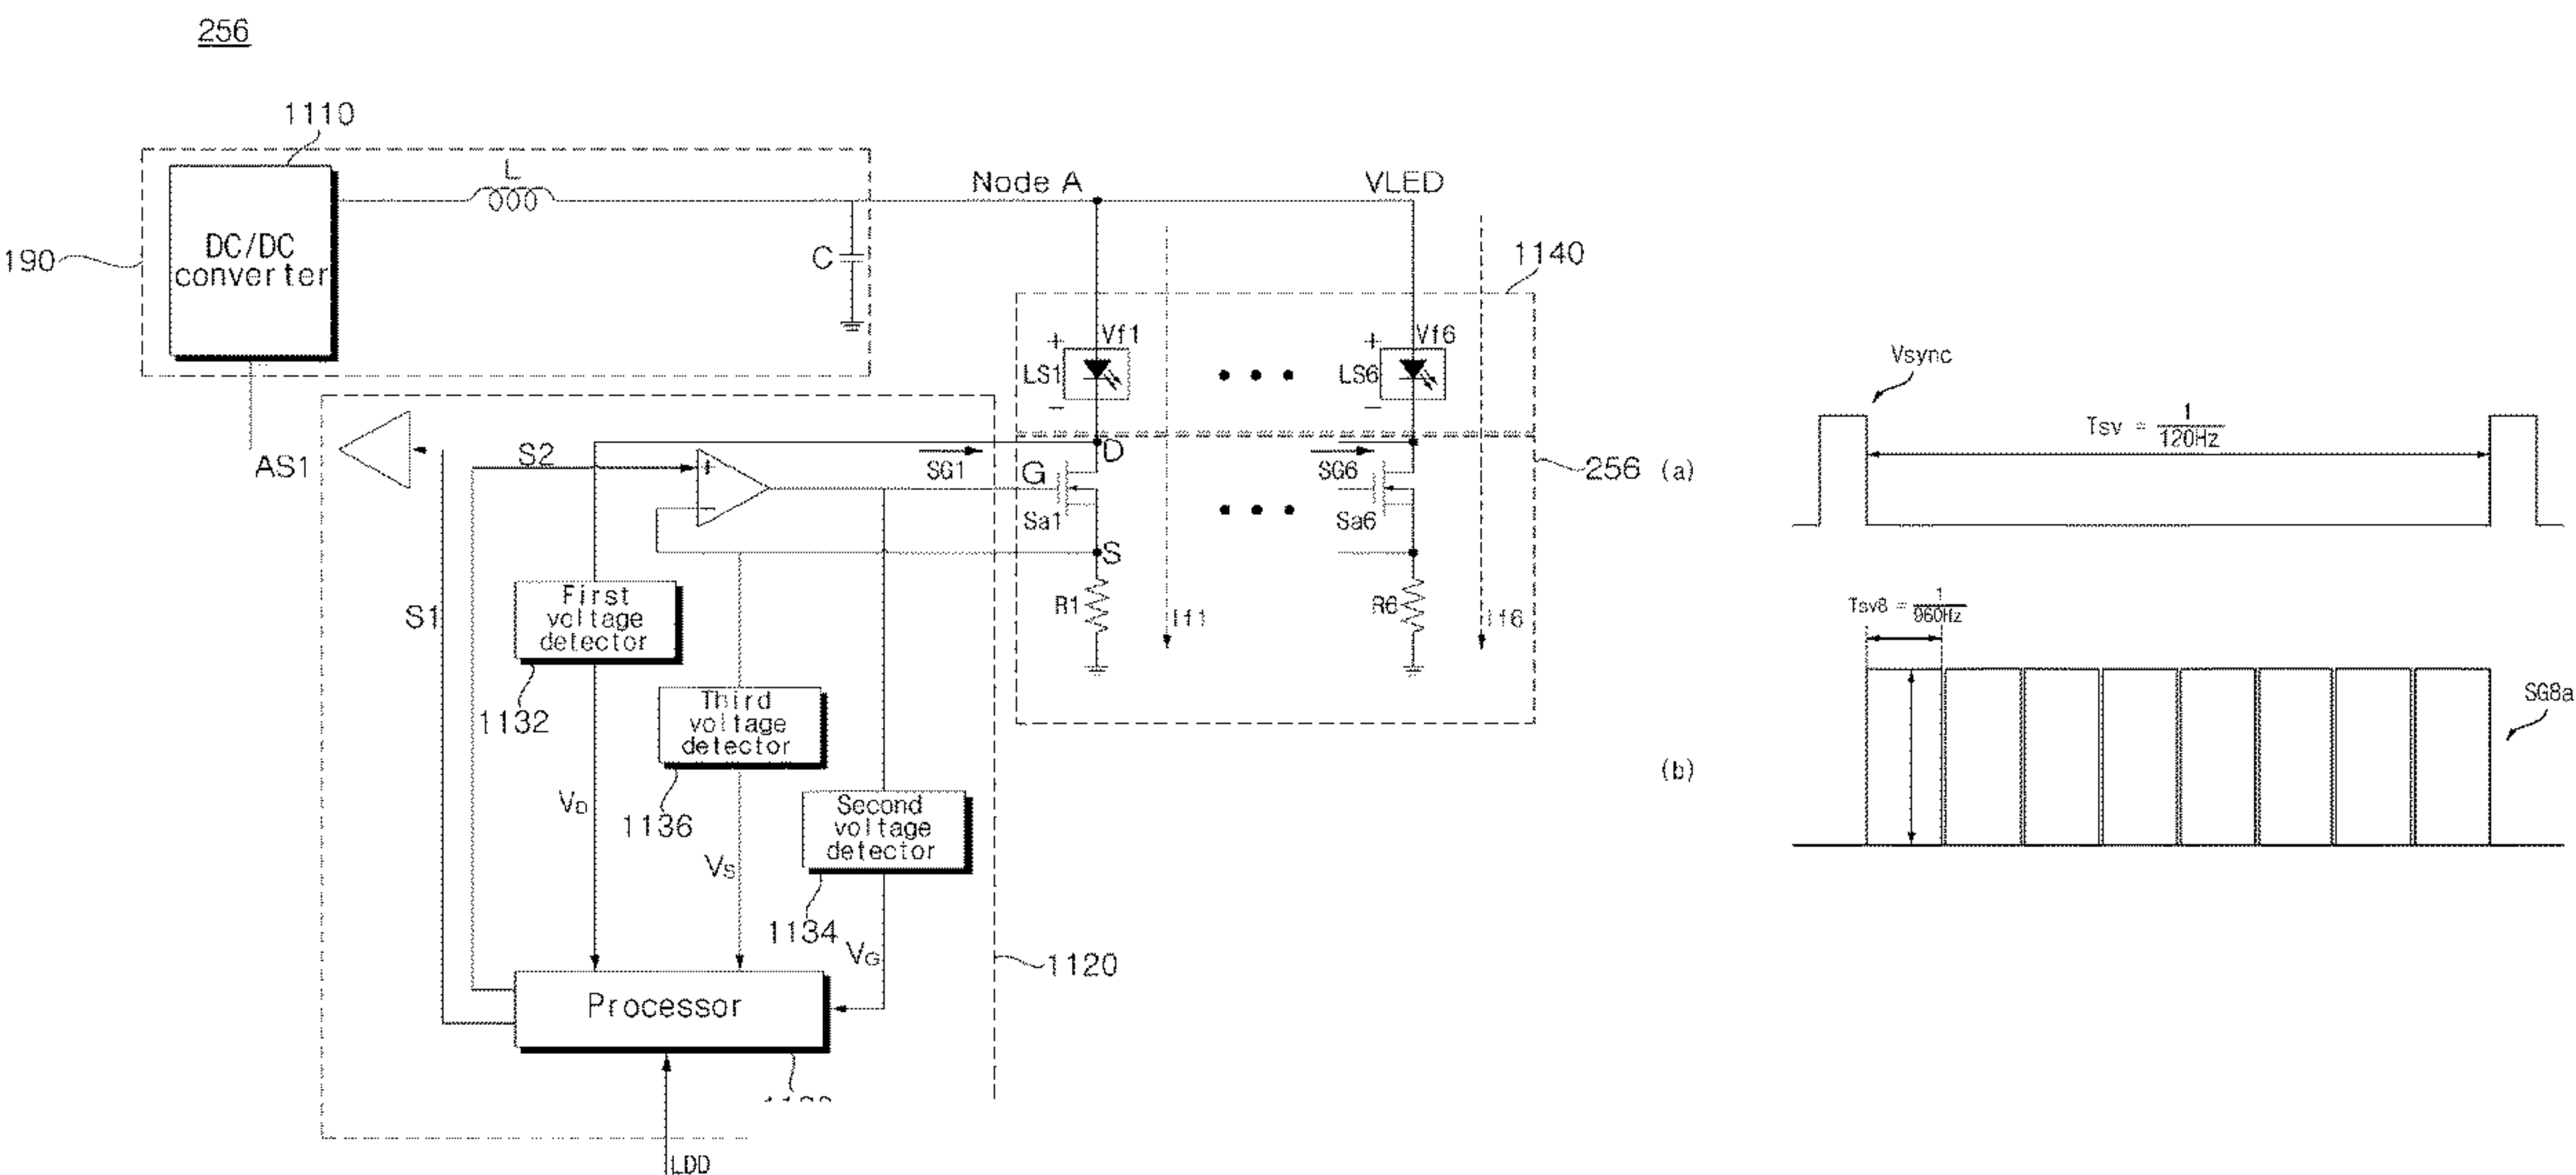 256
1110
L
Node A
VLED
DC/DC
converter
190
C
1140
+
Vf1
+
Vf6
LS1
LS6
−
−
AS1
S2
+
−
SG1
D
G
Sa1
S
SG6
Sa6
256
S1
First
voltage
detector
1132
R1
If1
R6
If6
Third
voltage
detector
1136
VD
VS
Second
voltage
detector
1134
VG
1120
Processor
LDD
Vsync
Tsv = 1/120Hz
(a)
Tsv8 = 1/960Hz
SG8a
(b)